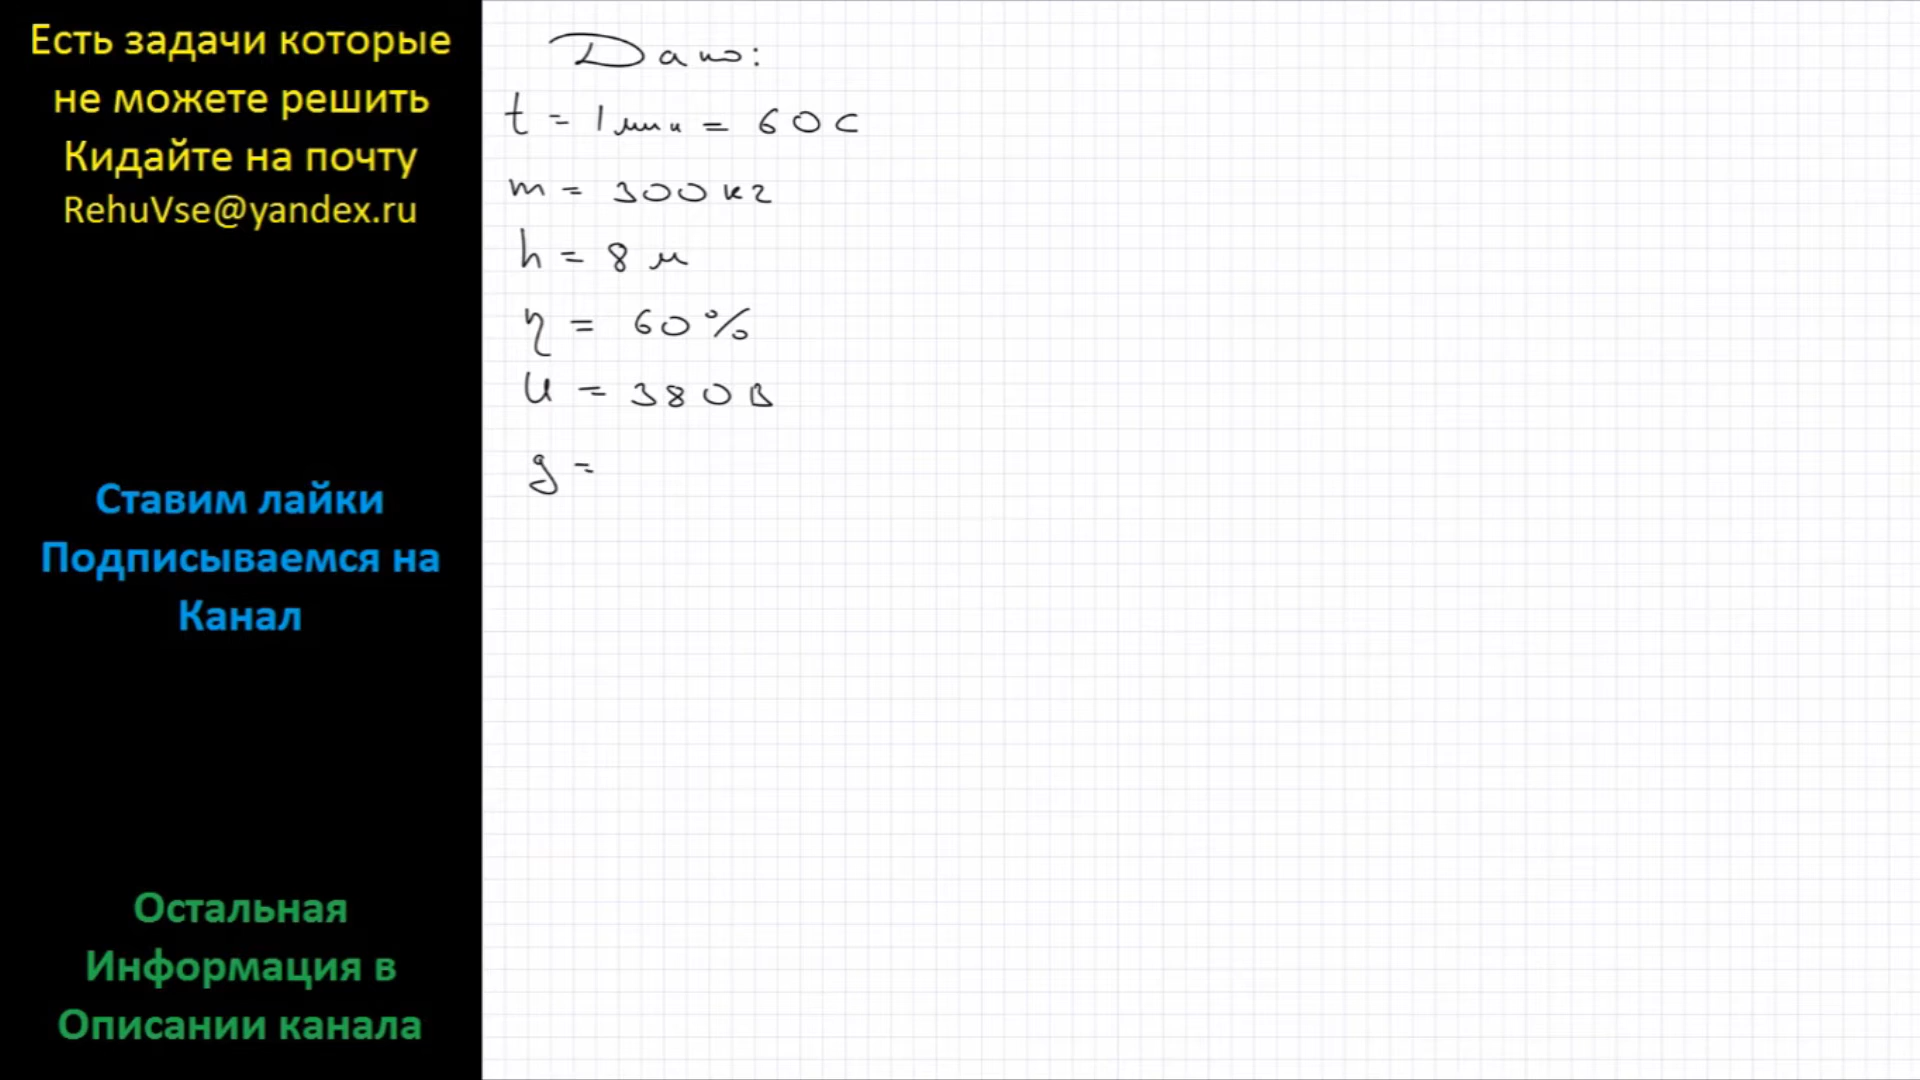 Есть задачи которые
не можете решить
Кидайте на почту
RehuVse@yandex.ru
Ставим лайки
Подписываемся на
Канал
Остальная
Информация в
Описании канала
Дано:
t = 1 мин = 60 с
m = 300 кг
h = 8 м
η = 60 %
U = 380 В
g =